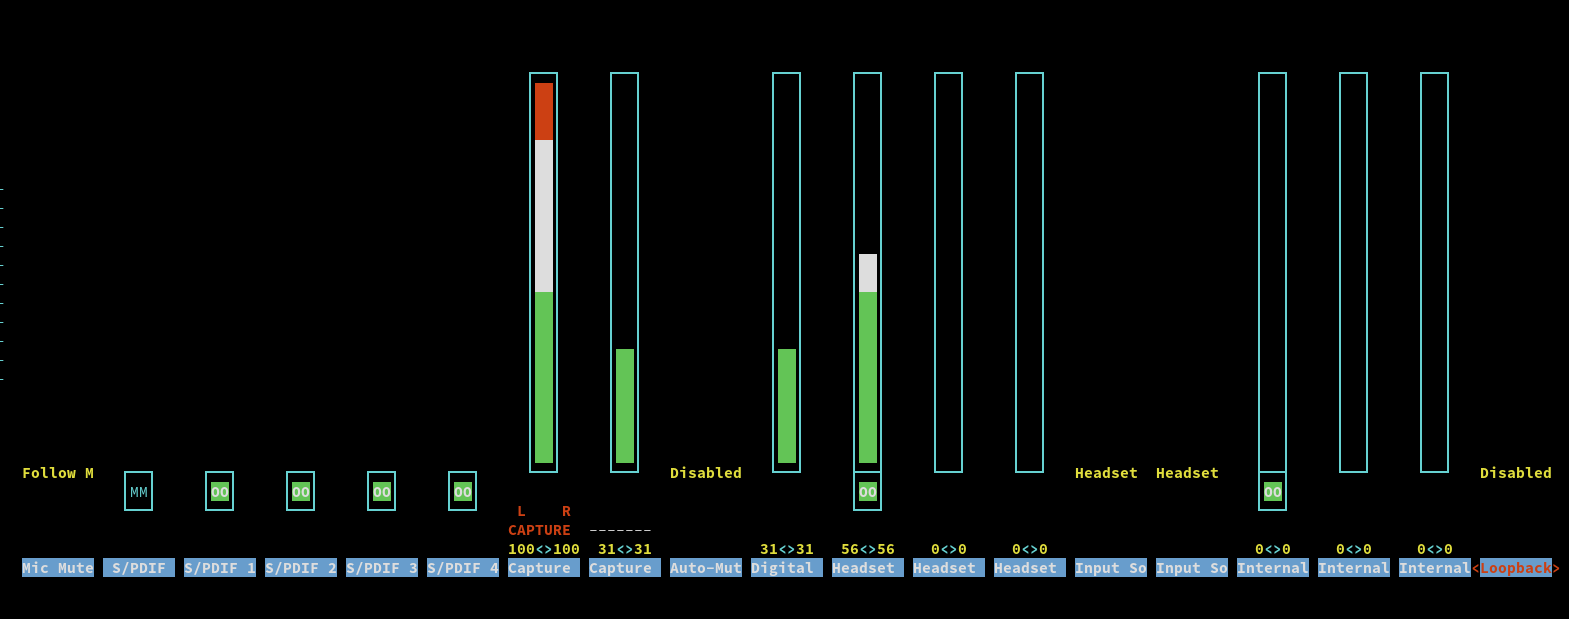 Follow M Disabled Headset Headset Disabled
MM OO OO OO OO OO OO
L R
CAPTURE -------
100<>100 31<>31 31<>31 56<>56 0<>0 0<>0 0<>0 0<>0 0<>0
Mic Mute S/PDIF S/PDIF 1 S/PDIF 2 S/PDIF 3 S/PDIF 4 Capture Capture Auto-Mut Digital Headset Headset Headset Input So Input So Internal Internal Internal <Loopback>